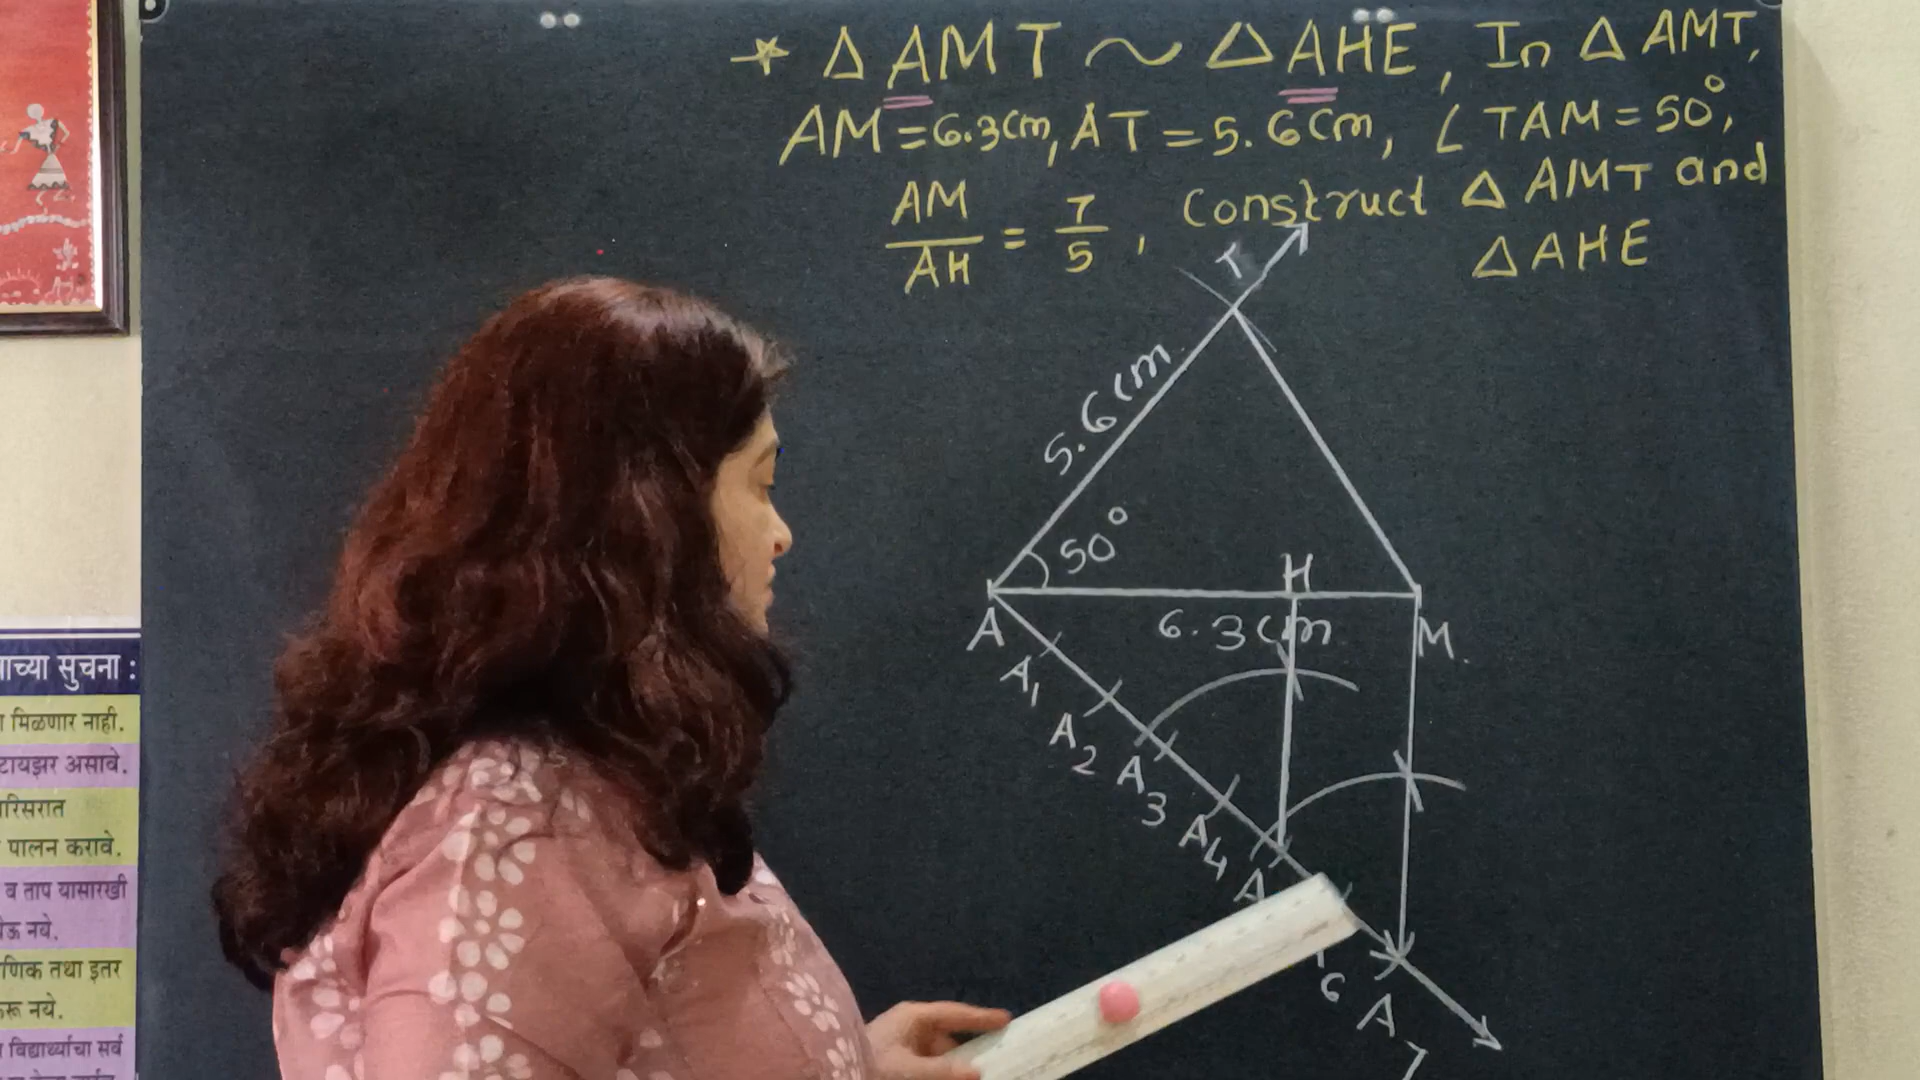 * △ AMT ~ △ AHE, In △ AMT,
AM = 6.3cm, AT = 5.6cm, ∠TAM = 50°,
AM/AH = 7/5, Construct △ AMT and
△ AHE
T
5.6cm
50°
H
A
6.3cm
M.
A1
A2
A3
A4
A
6
A7
सूचना :
मिळणार नाही.
असावे.
पालन करावे.
व ताप यासारखी
नये.
तथा इतर
नये.
विद्यार्थ्यांचा सर्व